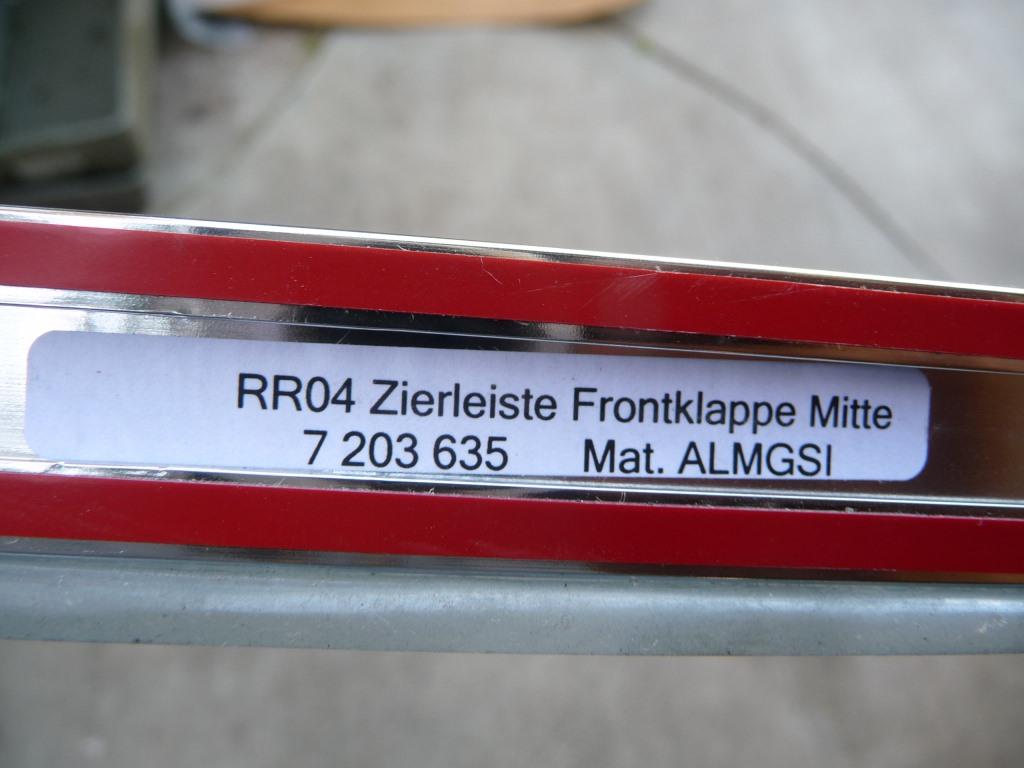 RR04 Zierleiste Frontklappe Mitte
7 203 635 Mat. ALMGSI